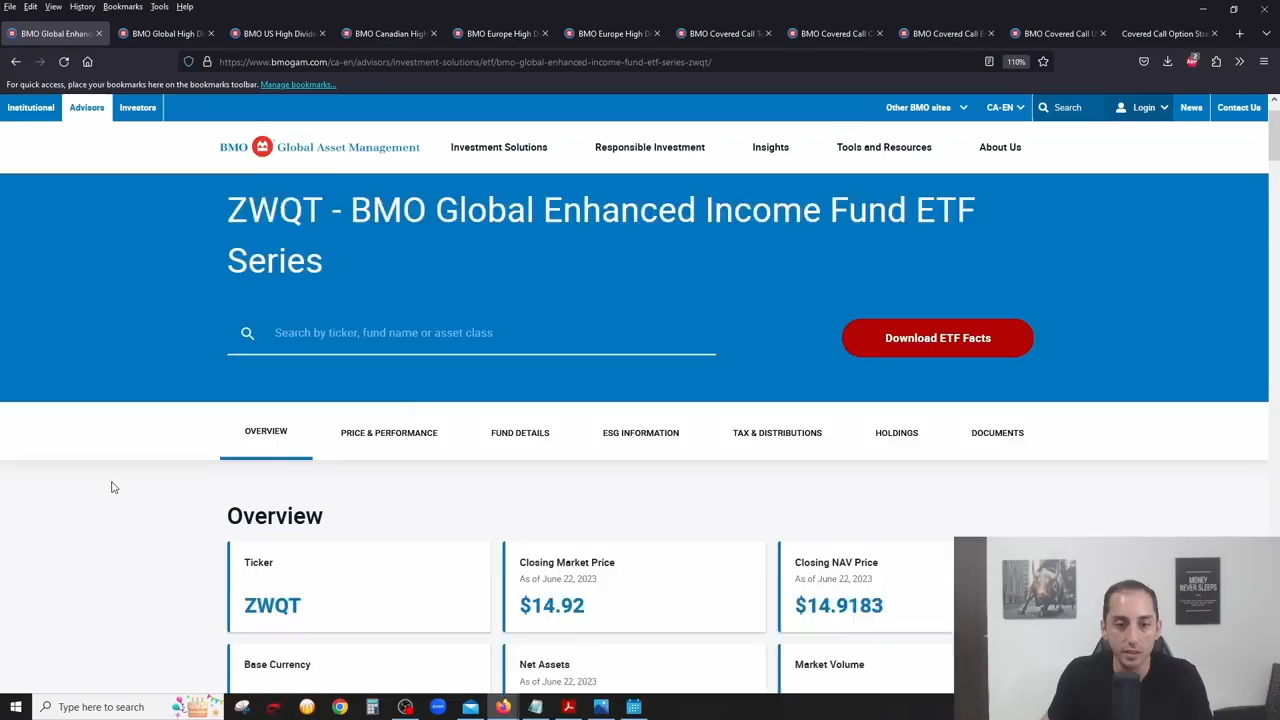 File Edit View History Bookmarks Tools Help
BMO Global Enhanc
BMO Global High Di
BMO US High Divide
BMO Canadian High
BMO Europe High D
BMO Europe High Di
BMO Covered Call Te
BMO Covered Call C
BMO Covered Call E
BMO Covered Call U
Covered Call Option Stra
https://www.bmogam.com/ca-en/advisors/investment-solutions/etf/bmo-global-enhanced-income-fund-etf-series-zwqt/
110%
2
For quick access, place your bookmarks here on the bookmarks toolbar. Manage bookmarks...
Institutional Advisors Investors
Other BMO sites CA-EN Search Login News Contact Us
BMO Global Asset Management
Investment Solutions Responsible Investment Insights Tools and Resources About Us
ZWQT - BMO Global Enhanced Income Fund ETF
Series
Search by ticker, fund name or asset class
Download ETF Facts
OVERVIEW PRICE & PERFORMANCE FUND DETAILS ESG INFORMATION TAX & DISTRIBUTIONS HOLDINGS DOCUMENTS
Overview
Ticker
ZWQT
Closing Market Price
As of June 22, 2023
$14.92
Closing NAV Price
As of June 22, 2023
$14.9183
Base Currency
Net Assets
As of June 22, 2023
Market Volume
MONEY
NEVER SLEEPS
Type here to search
zoom